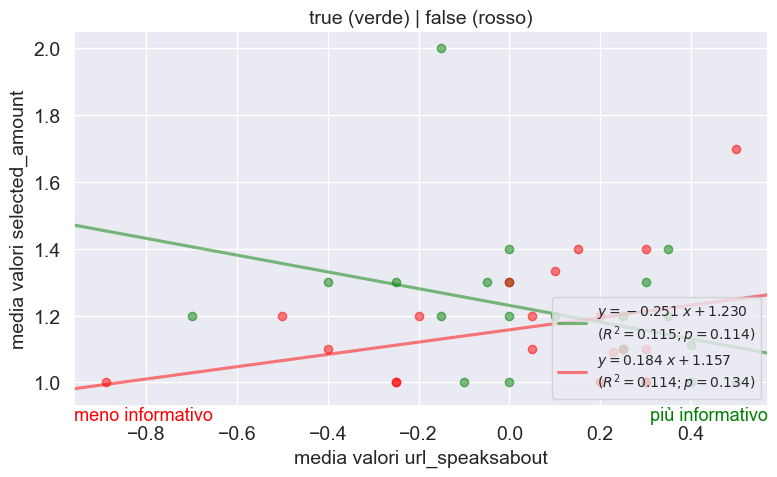 true (verde) | false (rosso)
media valori selected_amount
2.0
1.8
1.6
1.4
1.2
1.0
y = −0.251 x + 1.230
(R² = 0.115; p = 0.114)
y = 0.184 x + 1.157
(R² = 0.114; p = 0.134)
meno informativo
più informativo
−0.8
−0.6
−0.4
−0.2
0.0
0.2
0.4
media valori url_speaksabout